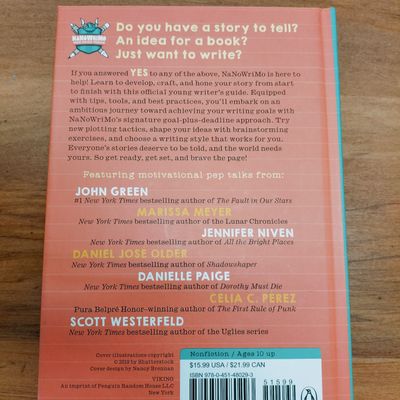 NaNoWriMo
Do you have a story to tell?
An idea for a book?
Just want to write?
If you answered YES to any of the above, NaNoWriMo is here to
help! Learn to develop, craft, and hone your story from start
to finish with this official young writer's guide. Equipped
with tips, tools, and best practices, you'll embark on an
ambitious journey toward achieving your writing goals with
NaNoWriMo's signature goal-plus-deadline approach. Try
new plotting tactics, shape your ideas with brainstorming
exercises, and choose a writing style that works for you.
Everyone's stories deserve to be told, and the world needs
yours. So get ready, get set, and brave the page!
Featuring motivational pep talks from:
JOHN GREEN
#1 New York Times bestselling author of The Fault in Our Stars
MARISSA MEYER
New York Times bestselling author of the Lunar Chronicles
JENNIFER NIVEN
New York Times bestselling author of All the Bright Places
DANIEL JOSÉ OLDER
New York Times bestselling author of Shadowshaper
DANIELLE PAIGE
New York Times bestselling author of Dorothy Must Die
CELIA C. PEREZ
Pura Belpré Honor-winning author of The First Rule of Punk
SCOTT WESTERFELD
New York Times bestselling author of the Uglies series
Cover illustrations copyright
© 2019 by Shutterstock
Cover design by Nancy Brennan
VIKING
An imprint of Penguin Random House LLC
New York
Nonfiction / Ages 10 up
$15.99 USA / $21.99 CAN
ISBN 978-0-451-48029-3
51599